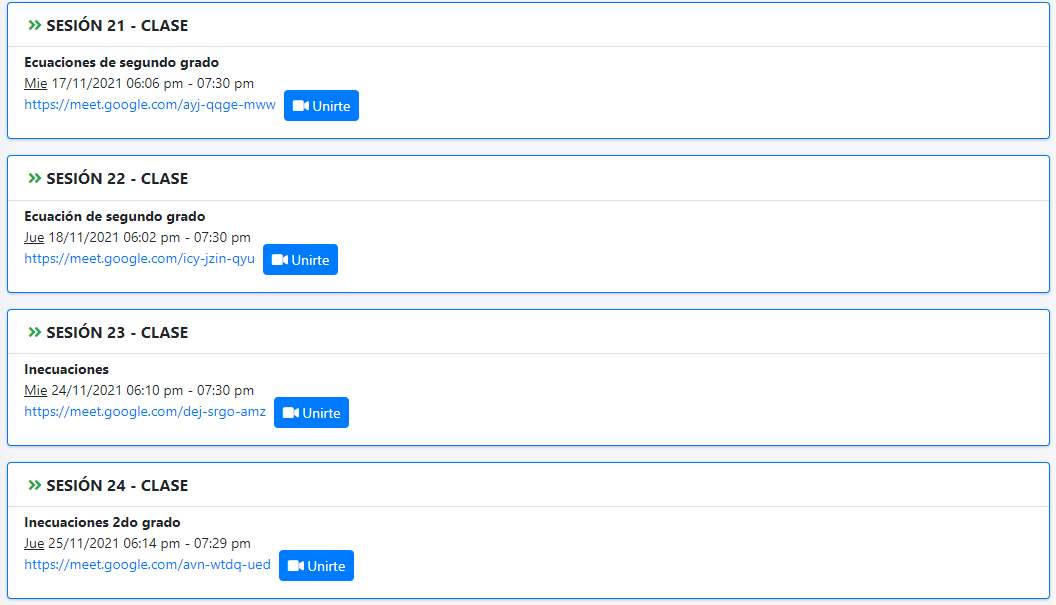 SESIÓN 21 - CLASE
Ecuaciones de segundo grado
Mie 17/11/2021 06:06 pm - 07:30 pm
https://meet.google.com/ayj-qqge-mww Unirte
SESIÓN 22 - CLASE
Ecuación de segundo grado
Jue 18/11/2021 06:02 pm - 07:30 pm
https://meet.google.com/icy-jzin-qyu Unirte
SESIÓN 23 - CLASE
Inecuaciones
Mie 24/11/2021 06:10 pm - 07:30 pm
https://meet.google.com/dej-srgo-amz Unirte
SESIÓN 24 - CLASE
Inecuaciones 2do grado
Jue 25/11/2021 06:14 pm - 07:29 pm
https://meet.google.com/avn-wtdq-ued Unirte